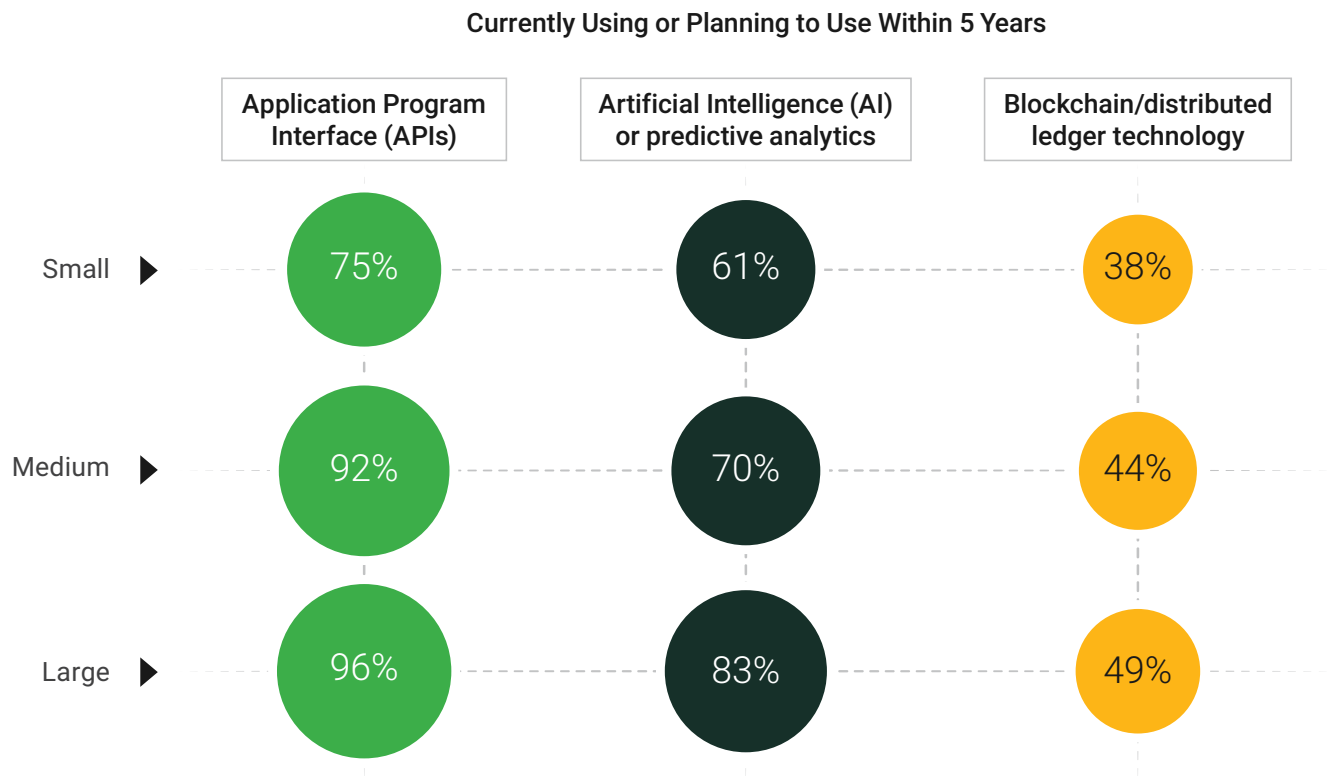 Currently Using or Planning to Use Within 5 Years
Application Program
Interface (APIs)
Artificial Intelligence (AI)
or predictive analytics
Blockchain/distributed
ledger technology
Small
75%
61%
38%
Medium
92%
70%
44%
Large
96%
83%
49%